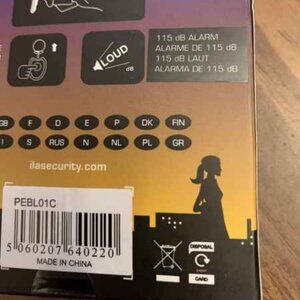 LOUD
dB
115 dB ALARM
ALARME DE 115 dB
115 dB LAUT
ALARMA DE 115 dB
GB F D E P DK FIN
I S RUS N NL PL GR
ilasecurity.com
PEBL01C
5 060207 640220
MADE IN CHINA
DISPOSAL
CARD